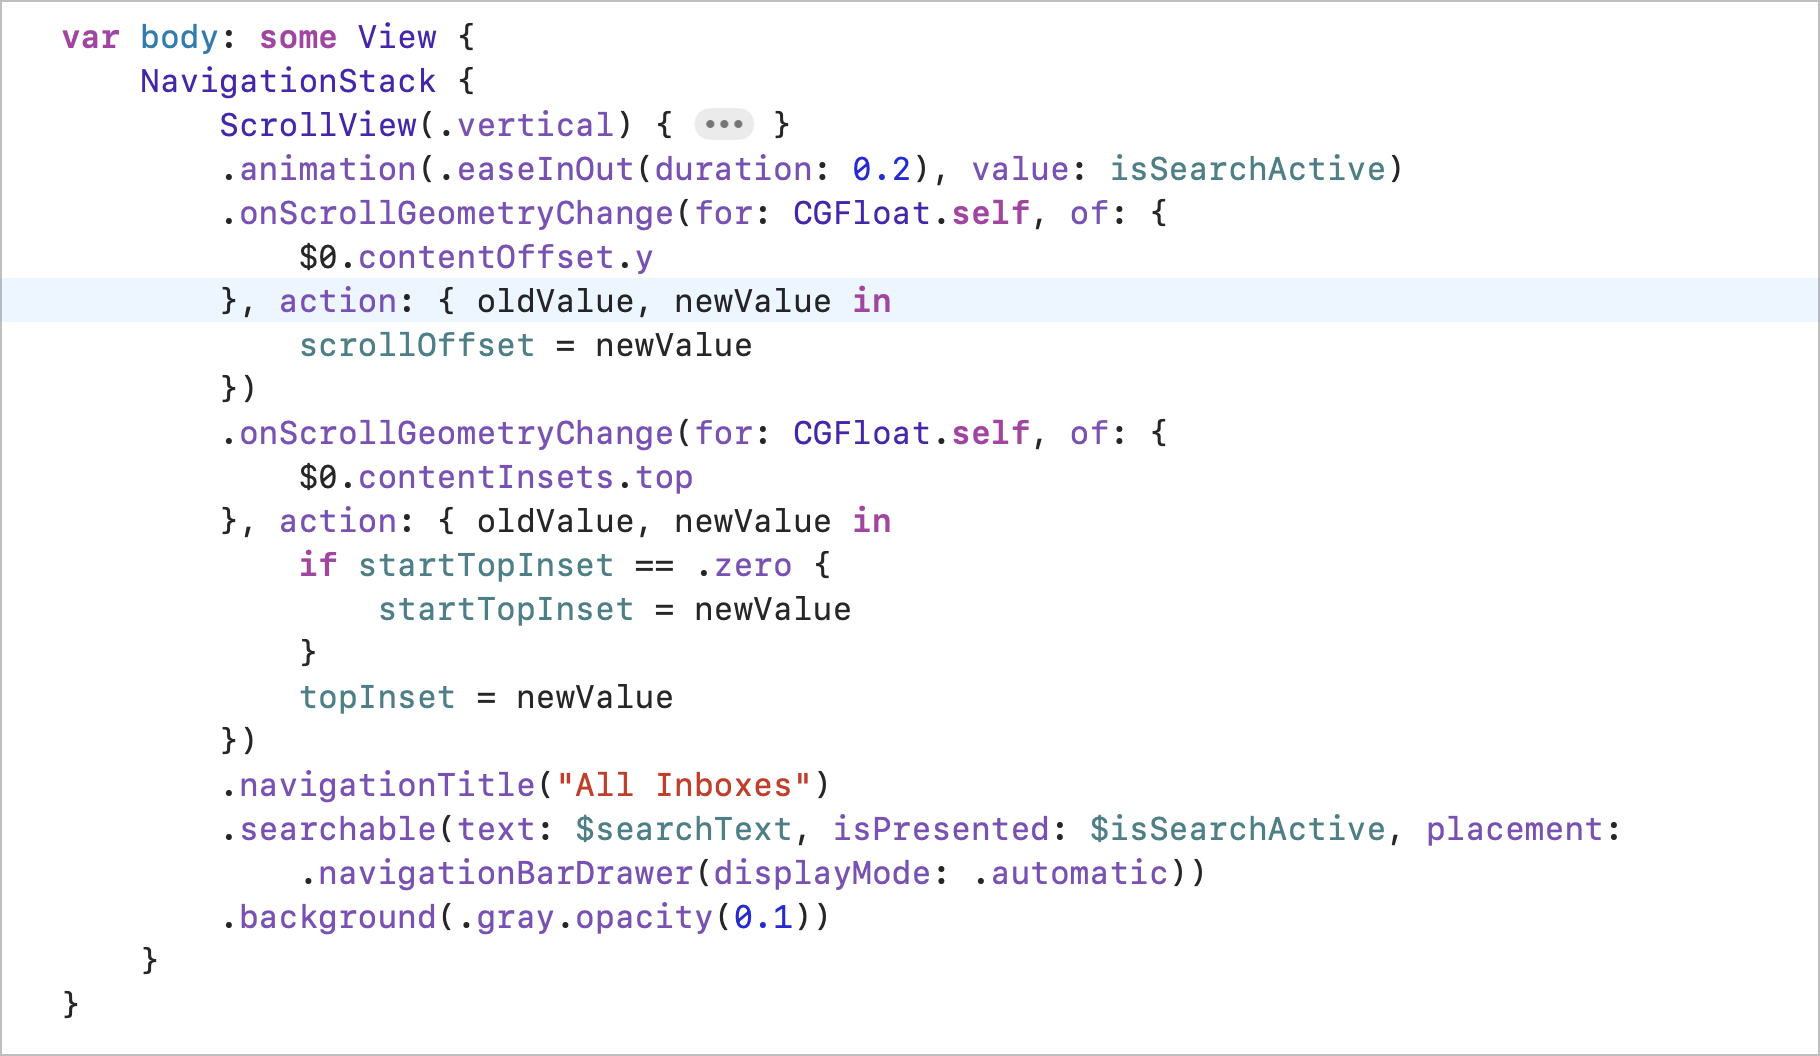 var body: some View {
    NavigationStack {
        ScrollView(.vertical) { ••• }
        .animation(.easeInOut(duration: 0.2), value: isSearchActive)
        .onScrollGeometryChange(for: CGFloat.self, of: {
            $0.contentOffset.y
        }, action: { oldValue, newValue in
            scrollOffset = newValue
        })
        .onScrollGeometryChange(for: CGFloat.self, of: {
            $0.contentInsets.top
        }, action: { oldValue, newValue in
            if startTopInset == .zero {
                startTopInset = newValue
            }
            topInset = newValue
        })
        .navigationTitle("All Inboxes")
        .searchable(text: $searchText, isPresented: $isSearchActive, placement:
            .navigationBarDrawer(displayMode: .automatic))
        .background(.gray.opacity(0.1))
    }
}